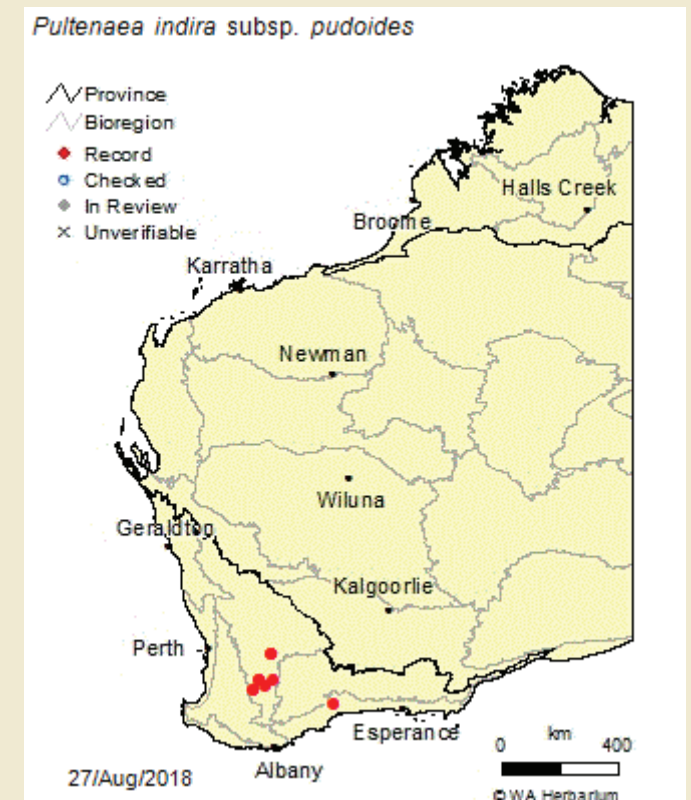 Pultenaea indira subsp. pudoides
Province
Bioregion
Record
Checked
In Review
Unverifiable
Halls Creek
Broome
Karratha
Newman
Wiluna
Geraldton
Kalgoorlie
Perth
Esperance
Albany
0 km 400
27/Aug/2018
© WA Herbarium